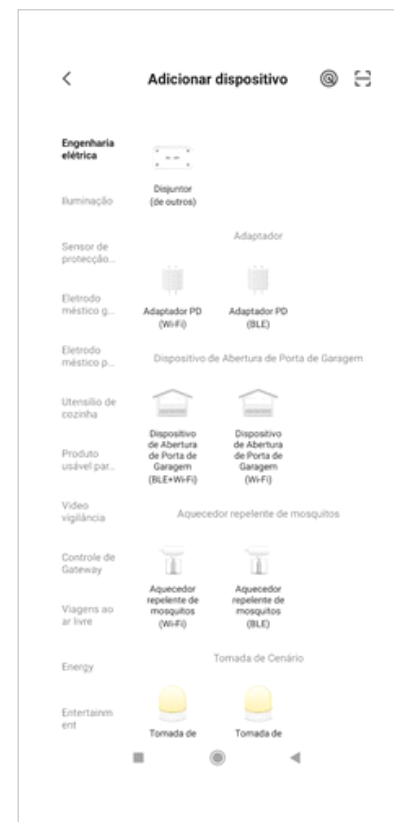 Adicionar dispositivo
Engenharia
elétrica
Iluminação
Sensor de
protecção...
Eletrodo
méstico g...
Eletrodo
méstico p...
Utensílio de
cozinha
Produto
usável par...
Vídeo
vigilância
Controle de
Gateway
Viagens ao
ar livre
Energy
Entertainm
ent
Disjuntor
(de outros)
Adaptador
Adaptador PD
(Wi-Fi)
Adaptador PD
(BLE)
Dispositivo de Abertura de Porta de Garagem
Dispositivo
de Abertura
de Porta de
Garagem
(BLE+Wi-Fi)
Dispositivo
de Abertura
de Porta de
Garagem
(Wi-Fi)
Aquecedor repelente de mosquitos
Aquecedor
repelente de
mosquitos
(Wi-Fi)
Aquecedor
repelente de
mosquitos
(BLE)
Tomada de Cenário
Tomada de
Tomada de